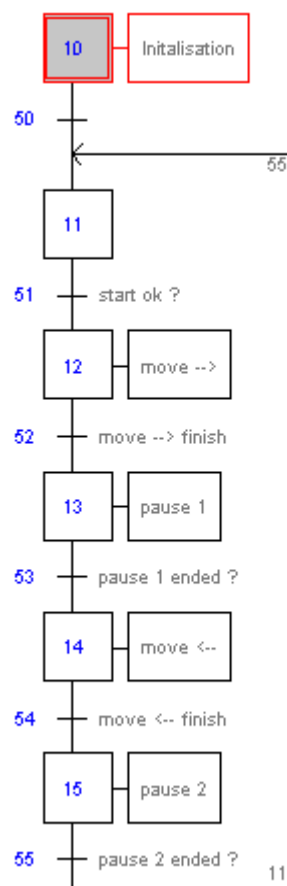 10 Initalisation
50
55
11
51 start ok ?
12 move -->
52 move --> finish
13 pause 1
53 pause 1 ended ?
14 move <--
54 move <-- finish
15 pause 2
55 pause 2 ended ? 11